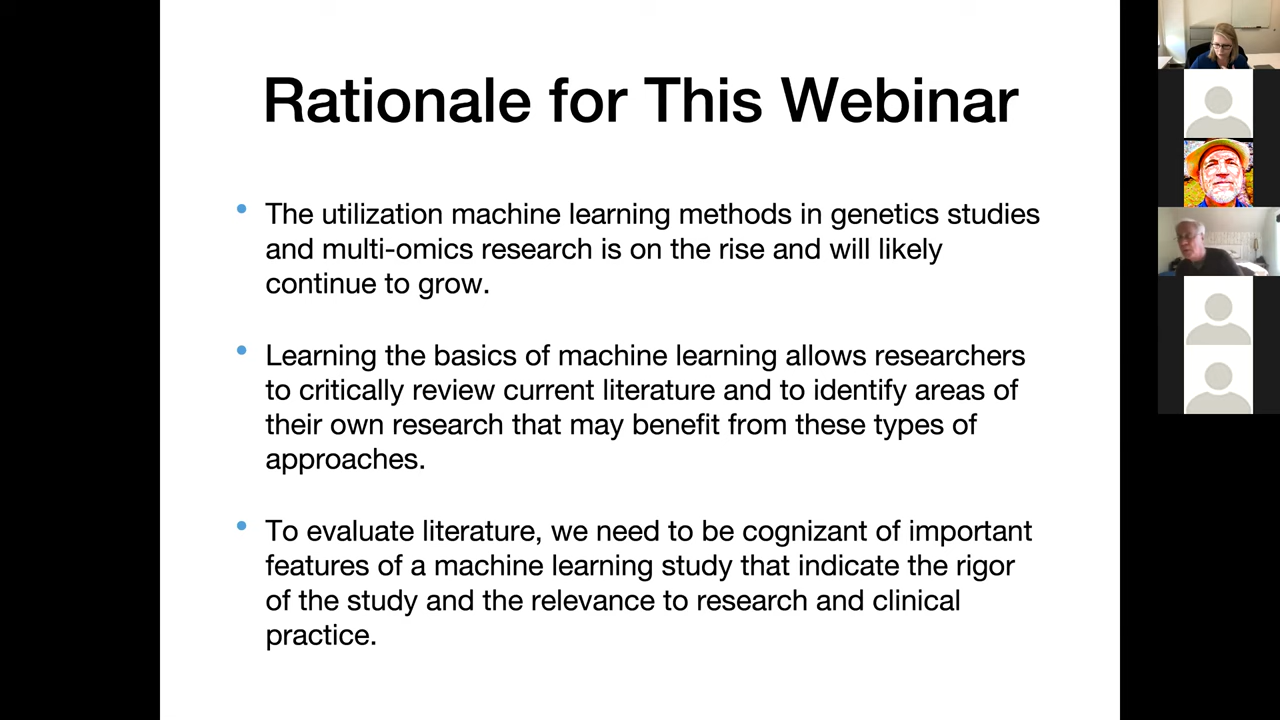 Rationale for This Webinar
• The utilization machine learning methods in genetics studies
and multi-omics research is on the rise and will likely
continue to grow.
• Learning the basics of machine learning allows researchers
to critically review current literature and to identify areas of
their own research that may benefit from these types of
approaches.
• To evaluate literature, we need to be cognizant of important
features of a machine learning study that indicate the rigor
of the study and the relevance to research and clinical
practice.